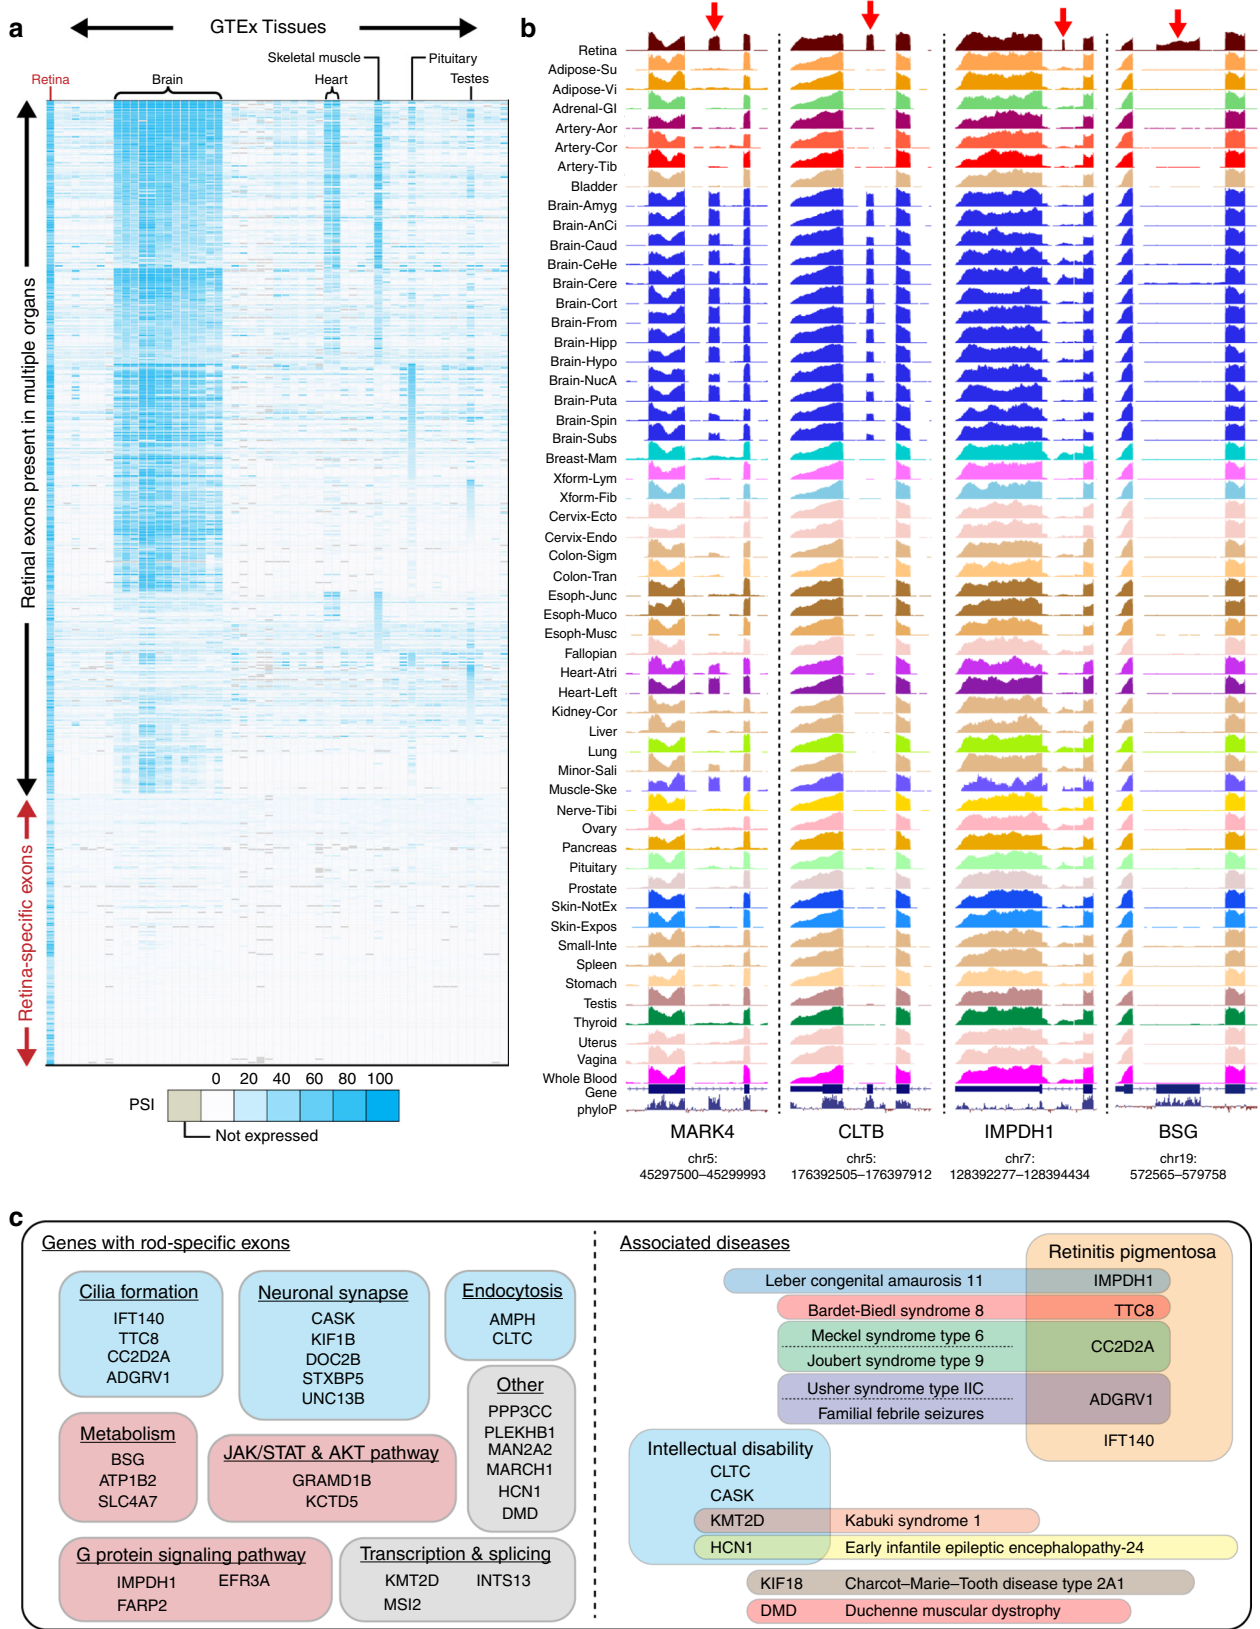 a
GTEx Tissues
Skeletal muscle
Pituitary
Retina
Brain
Heart
Testes
Retinal exons present in multiple organs
Retina-specific exons
0 20 40 60 80 100
PSI
Not expressed
b
Retina
Adipose-Su
Adipose-Vi
Adrenal-Gl
Artery-Aor
Artery-Cor
Artery-Tib
Bladder
Brain-Amyg
Brain-AnCi
Brain-Caud
Brain-CeHe
Brain-Cere
Brain-Cort
Brain-From
Brain-Hipp
Brain-Hypo
Brain-NucA
Brain-Puta
Brain-Spin
Brain-Subs
Breast-Mam
Xform-Lym
Xform-Fib
Cervix-Ecto
Cervix-Endo
Colon-Sigm
Colon-Tran
Esoph-Junc
Esoph-Muco
Esoph-Musc
Fallopian
Heart-Atri
Heart-Left
Kidney-Cor
Liver
Lung
Minor-Sali
Muscle-Ske
Nerve-Tibi
Ovary
Pancreas
Pituitary
Prostate
Skin-NotEx
Skin-Expos
Small-Inte
Spleen
Stomach
Testis
Thyroid
Uterus
Vagina
Whole Blood
Gene
phyloP
MARK4 CLTB IMPDH1 BSG
chr5: chr5: chr7: chr19:
45297500–45299993 176392505–176397912 128392277–128394434 572565–579758
c
Genes with rod-specific exons
Cilia formation
IFT140
TTC8
CC2D2A
ADGRV1
Neuronal synapse
CASK
KIF1B
DOC2B
STXBP5
UNC13B
Endocytosis
AMPH
CLTC
Other
PPP3CC
PLEKHB1
MAN2A2
MARCH1
HCN1
DMD
Metabolism
BSG
ATP1B2
SLC4A7
JAK/STAT & AKT pathway
GRAMD1B
KCTD5
G protein signaling pathway
IMPDH1 EFR3A
FARP2
Transcription & splicing
KMT2D INTS13
MSI2
Associated diseases
Retinitis pigmentosa
Leber congenital amaurosis 11 IMPDH1
Bardet-Biedl syndrome 8 TTC8
Meckel syndrome type 6
CC2D2A
Joubert syndrome type 9
Usher syndrome type IIC
ADGRV1
Familial febrile seizures
IFT140
Intellectual disability
CLTC
CASK
KMT2D Kabuki syndrome 1
HCN1 Early infantile epileptic encephalopathy-24
KIF18 Charcot–Marie–Tooth disease type 2A1
DMD Duchenne muscular dystrophy